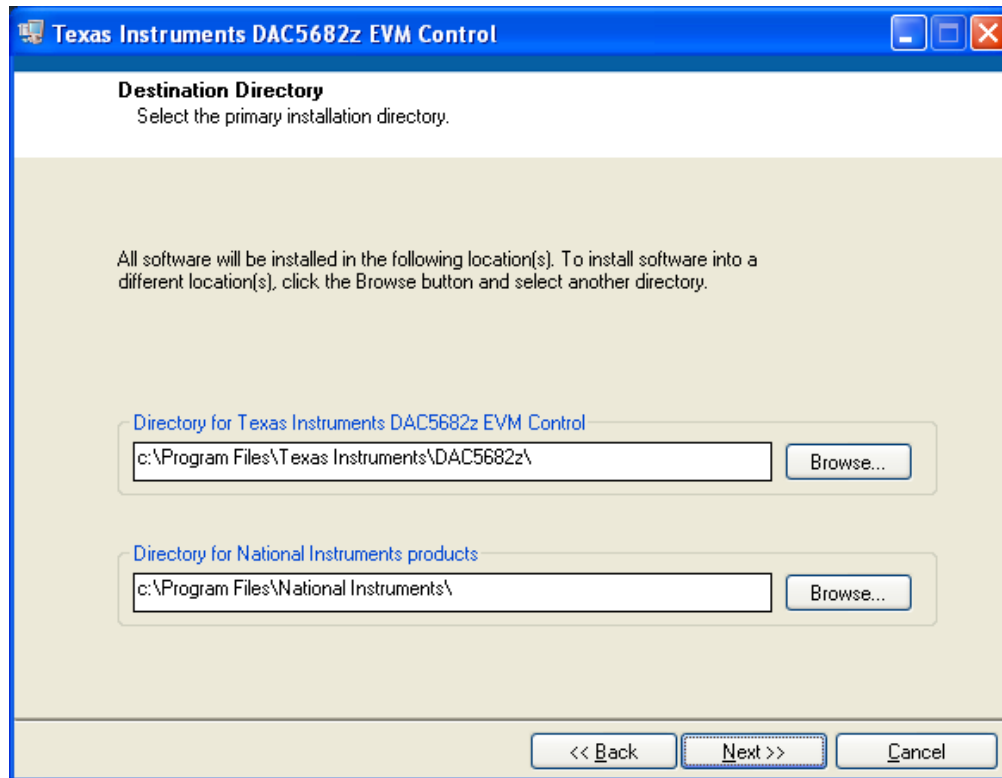 Texas Instruments DAC5682z EVM Control
Destination Directory
Select the primary installation directory.
All software will be installed in the following location(s). To install software into a
different location(s), click the Browse button and select another directory.
Directory for Texas Instruments DAC5682z EVM Control
c:\Program Files\Texas Instruments\DAC5682z\
Browse...
Directory for National Instruments products
c:\Program Files\National Instruments\
Browse...
<< Back
Next >>
Cancel